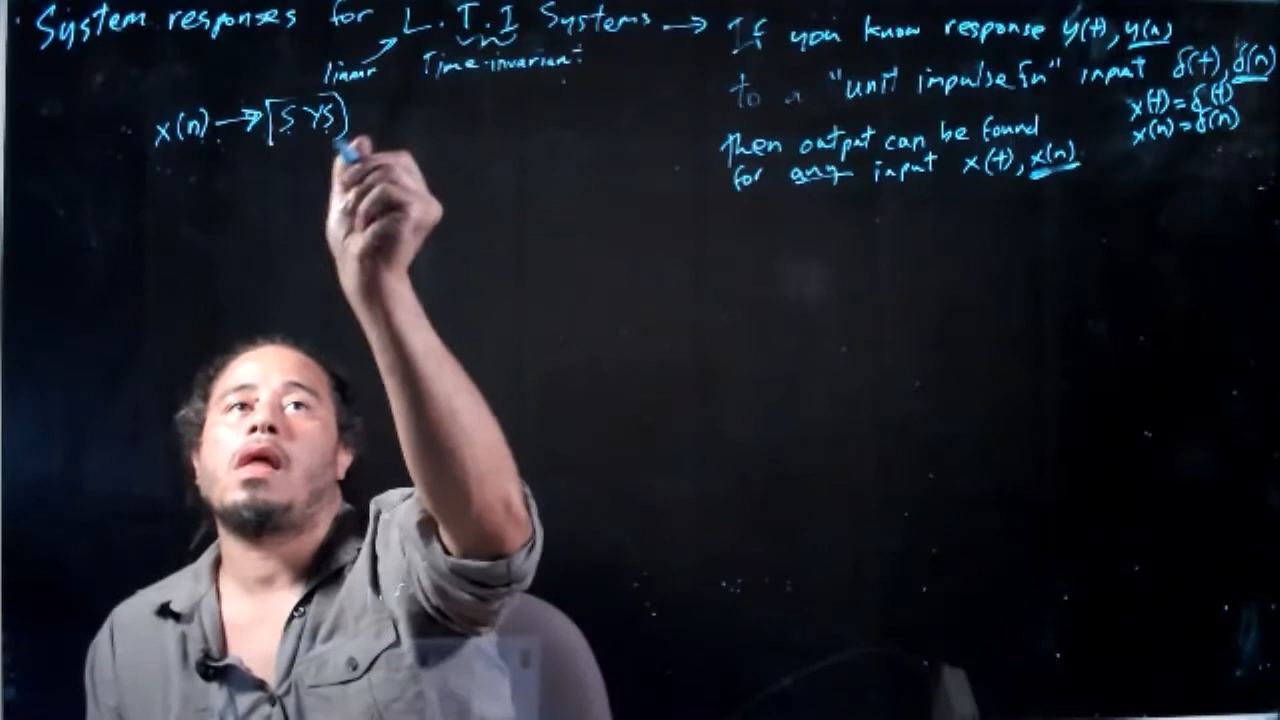 System responses for L.T.I Systems →
linear Time-invariant
x(n) → [SYS]
If you know response y(t), y(n)
to a "unit impulse fn" input δ(t), δ(n)
x(t) = δ(t)
x(n) = δ(n)
then output can be found
for any input x(t), x(n)